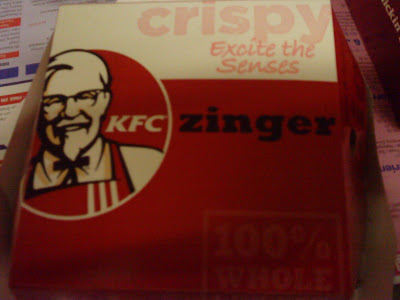 crispy
Excite the
Senses
KFC
zinger
100%
WHOLE